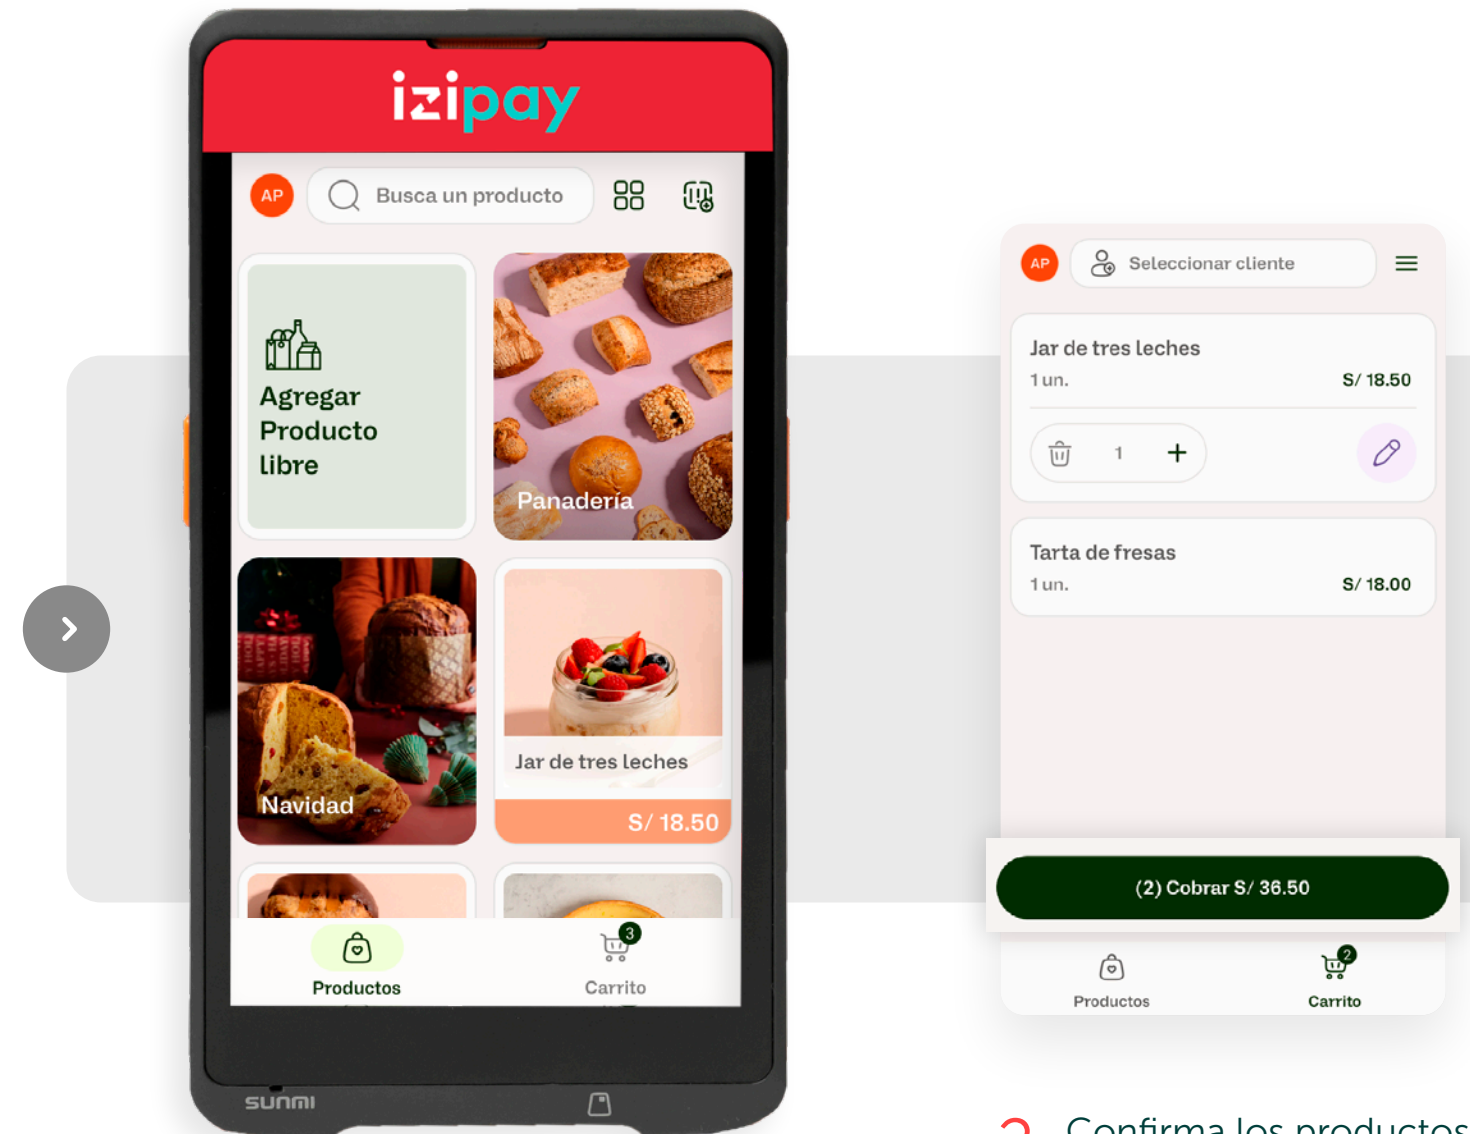 izipay
AP
Busca un producto
Agregar
Producto
libre
Panadería
Navidad
Jar de tres leches
S/ 18.50
3
Productos
Carrito
SUNMI
AP
Seleccionar cliente
Jar de tres leches
1 un.
S/ 18.50
1
+
Tarta de fresas
1 un.
S/ 18.00
(2) Cobrar S/ 36.50
2
Productos
Carrito
Confirma los productos